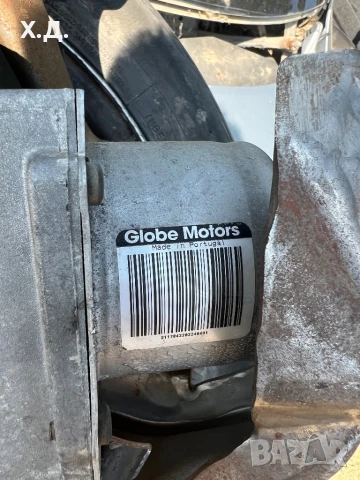 Х.Д.
Globe Motors
Made in Portugal
BAZAR